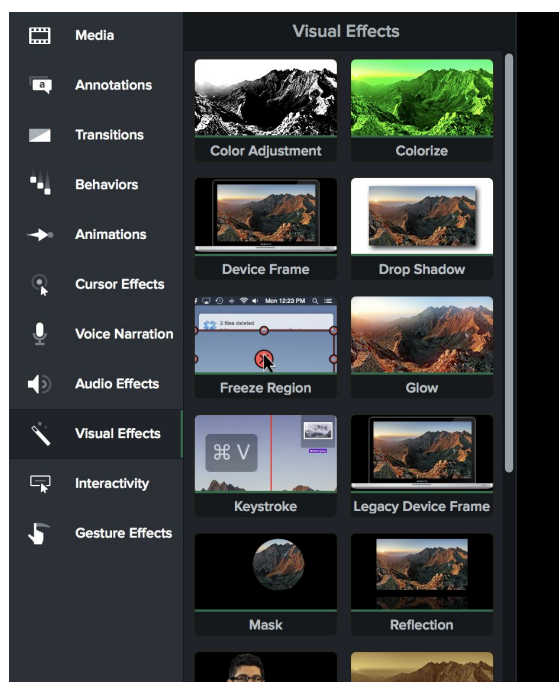 Media
Annotations
Transitions
Behaviors
Animations
Cursor Effects
Voice Narration
Audio Effects
Visual Effects
Interactivity
Gesture Effects
Visual Effects
Color Adjustment
Colorize
Device Frame
Drop Shadow
Mon 12:23 PM
2 files deleted
Freeze Region
Glow
⌘ V
Keystroke
Legacy Device Frame
Mask
Reflection